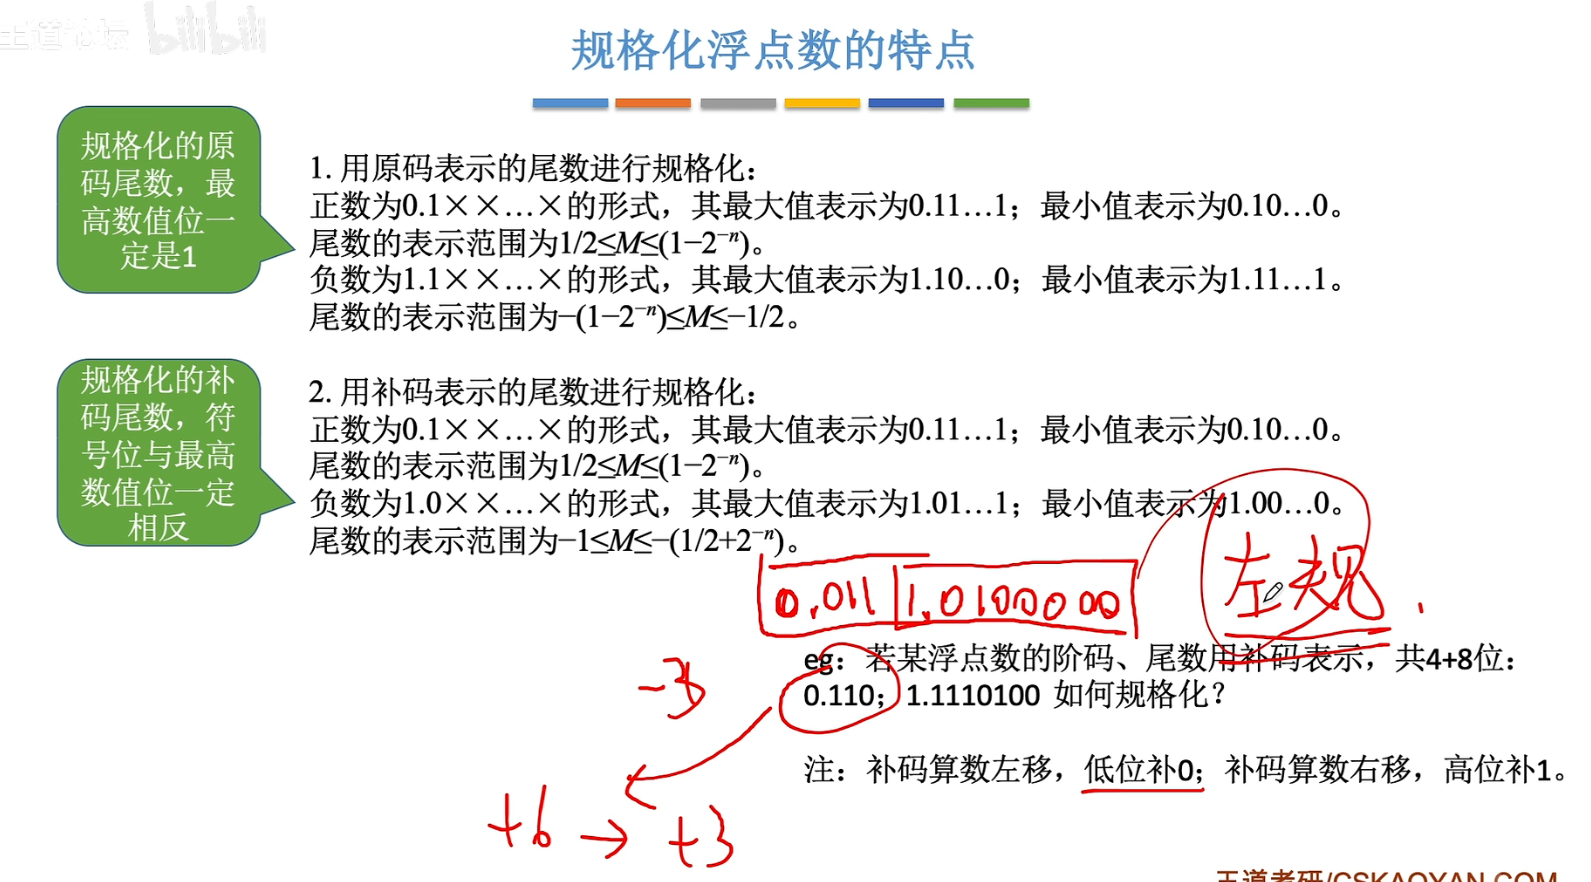 王道论坛 bilibili
规格化浮点数的特点
规格化的原
码尾数，最
高数值位一
定是1
1. 用原码表示的尾数进行规格化：
正数为0.1××…×的形式，其最大值表示为0.11…1；最小值表示为0.10…0。
尾数的表示范围为1/2≤M≤(1−2⁻ⁿ)。
负数为1.1××…×的形式，其最大值表示为1.10…0；最小值表示为1.11…1。
尾数的表示范围为−(1−2⁻ⁿ)≤M≤−1/2。
规格化的补
码尾数，符
号位与最高
数值位一定
相反
2. 用补码表示的尾数进行规格化：
正数为0.1××…×的形式，其最大值表示为0.11…1；最小值表示为0.10…0。
尾数的表示范围为1/2≤M≤(1−2⁻ⁿ)。
负数为1.0××…×的形式，其最大值表示为1.01…1；最小值表示为1.00…0。
尾数的表示范围为−1≤M≤−(1/2+2⁻ⁿ)。
0.011 1.0100000
左规
eg：若某浮点数的阶码、尾数用补码表示，共4+8位：
0.110；1.1110100 如何规格化？
−3
注：补码算数左移，低位补0；补码算数右移，高位补1。
+6 → +3
王道考研/CSKAOYAN.COM